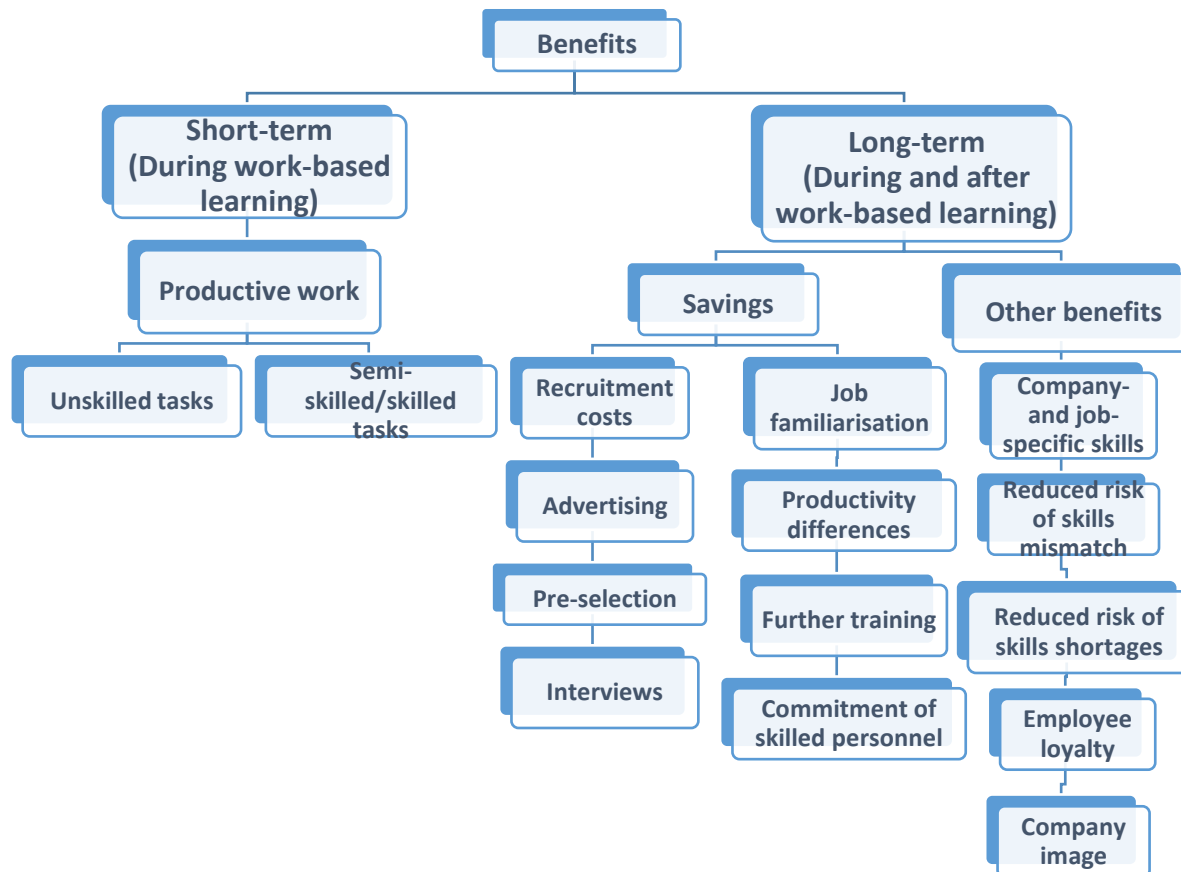 Benefits
Short-term
(During work-based
learning)
Long-term
(During and after
work-based learning)
Productive work
Savings
Other benefits
Unskilled tasks
Semi-
skilled/skilled
tasks
Recruitment
costs
Job
familiarisation
Company-
and job-
specific skills
Advertising
Productivity
differences
Reduced risk
of skills
mismatch
Pre-selection
Further training
Reduced risk of
skills shortages
Interviews
Commitment of
skilled personnel
Employee
loyalty
Company
image